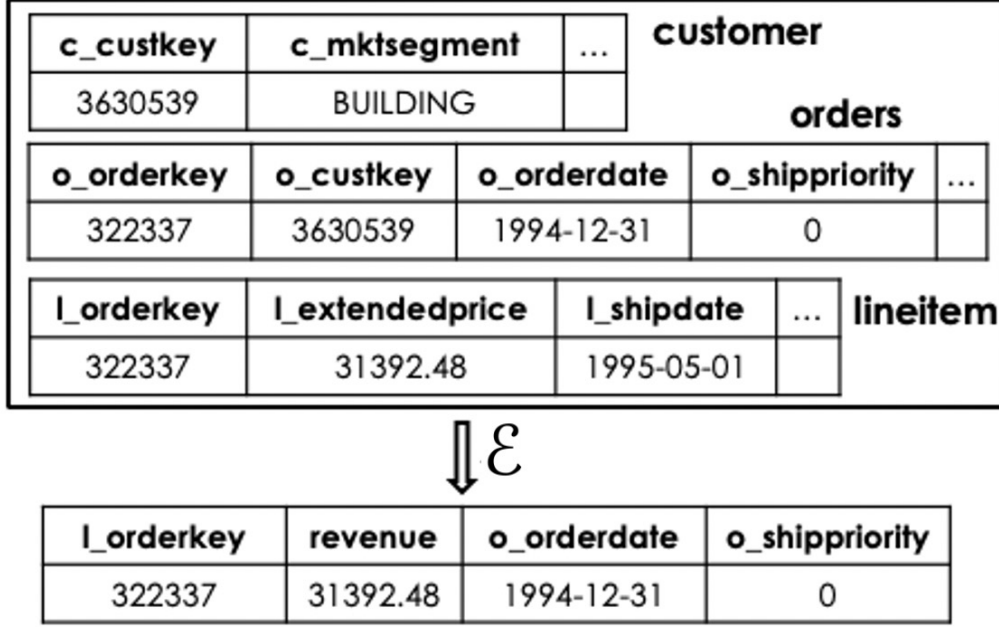 c_custkey c_mktsegment ... customer
3630539 BUILDING
orders
o_orderkey o_custkey o_orderdate o_shippriority ...
322337 3630539 1994-12-31 0
l_orderkey l_extendedprice l_shipdate ... lineitem
322337 31392.48 1995-05-01
ℰ
l_orderkey revenue o_orderdate o_shippriority
322337 31392.48 1994-12-31 0